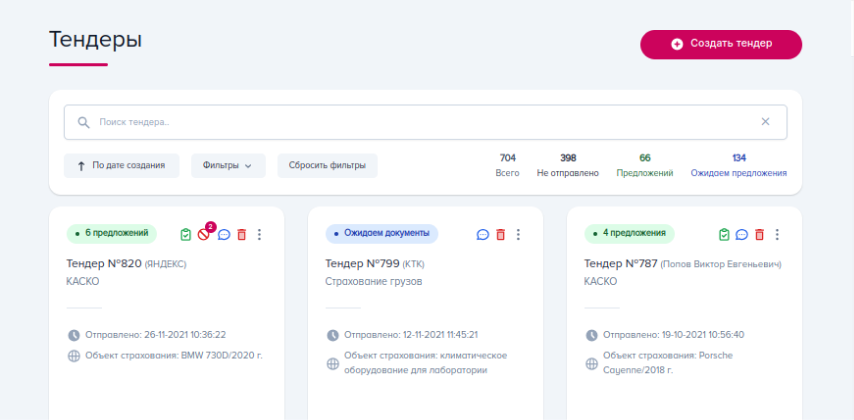 Тендеры
Создать тендер
Поиск тендера..
По дате создания
Фильтры
Сбросить фильтры
704
Всего
398
Не отправлено
66
Предложений
134
Ожидаем предложения
6 предложений
2
Тендер №820 (ЯНДЕКС)
КАСКО
Отправлено: 26-11-2021 10:36:22
Объект страхования: BMW 730D/2020 г.
Ожидаем документы
Тендер №799 (КТК)
Страхование грузов
Отправлено: 12-11-2021 11:45:21
Объект страхования: климатическое
оборудование для лаборатории
4 предложения
Тендер №787 (Попов Виктор Евгеньевич)
КАСКО
Отправлено: 19-10-2021 10:56:40
Объект страхования: Porsche
Cayenne/2018 г.